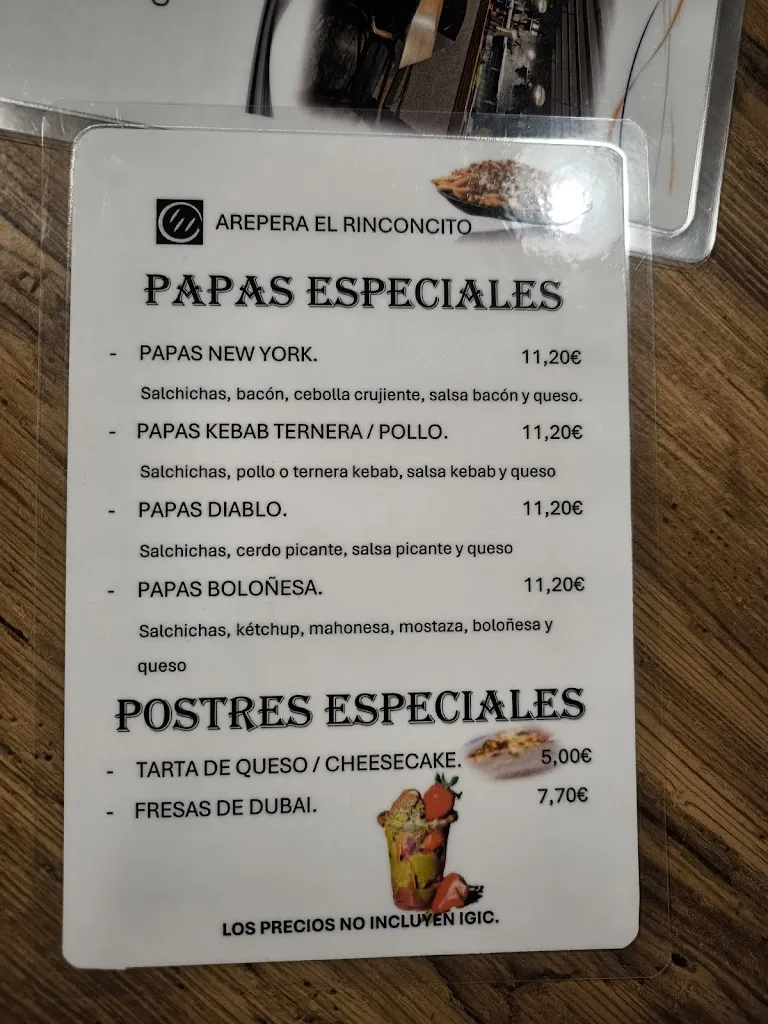 AREPERA EL RINCONCITO
PAPAS ESPECIALES
- PAPAS NEW YORK. 11,20€
Salchichas, bacón, cebolla crujiente, salsa bacón y queso.
- PAPAS KEBAB TERNERA / POLLO. 11,20€
Salchichas, pollo o ternera kebab, salsa kebab y queso
- PAPAS DIABLO. 11,20€
Salchichas, cerdo picante, salsa picante y queso
- PAPAS BOLOÑESA. 11,20€
Salchichas, kétchup, mahonesa, mostaza, boloñesa y
queso
POSTRES ESPECIALES
- TARTA DE QUESO / CHEESECAKE. 5,00€
- FRESAS DE DUBAI. 7,70€
LOS PRECIOS NO INCLUYEN IGIC.